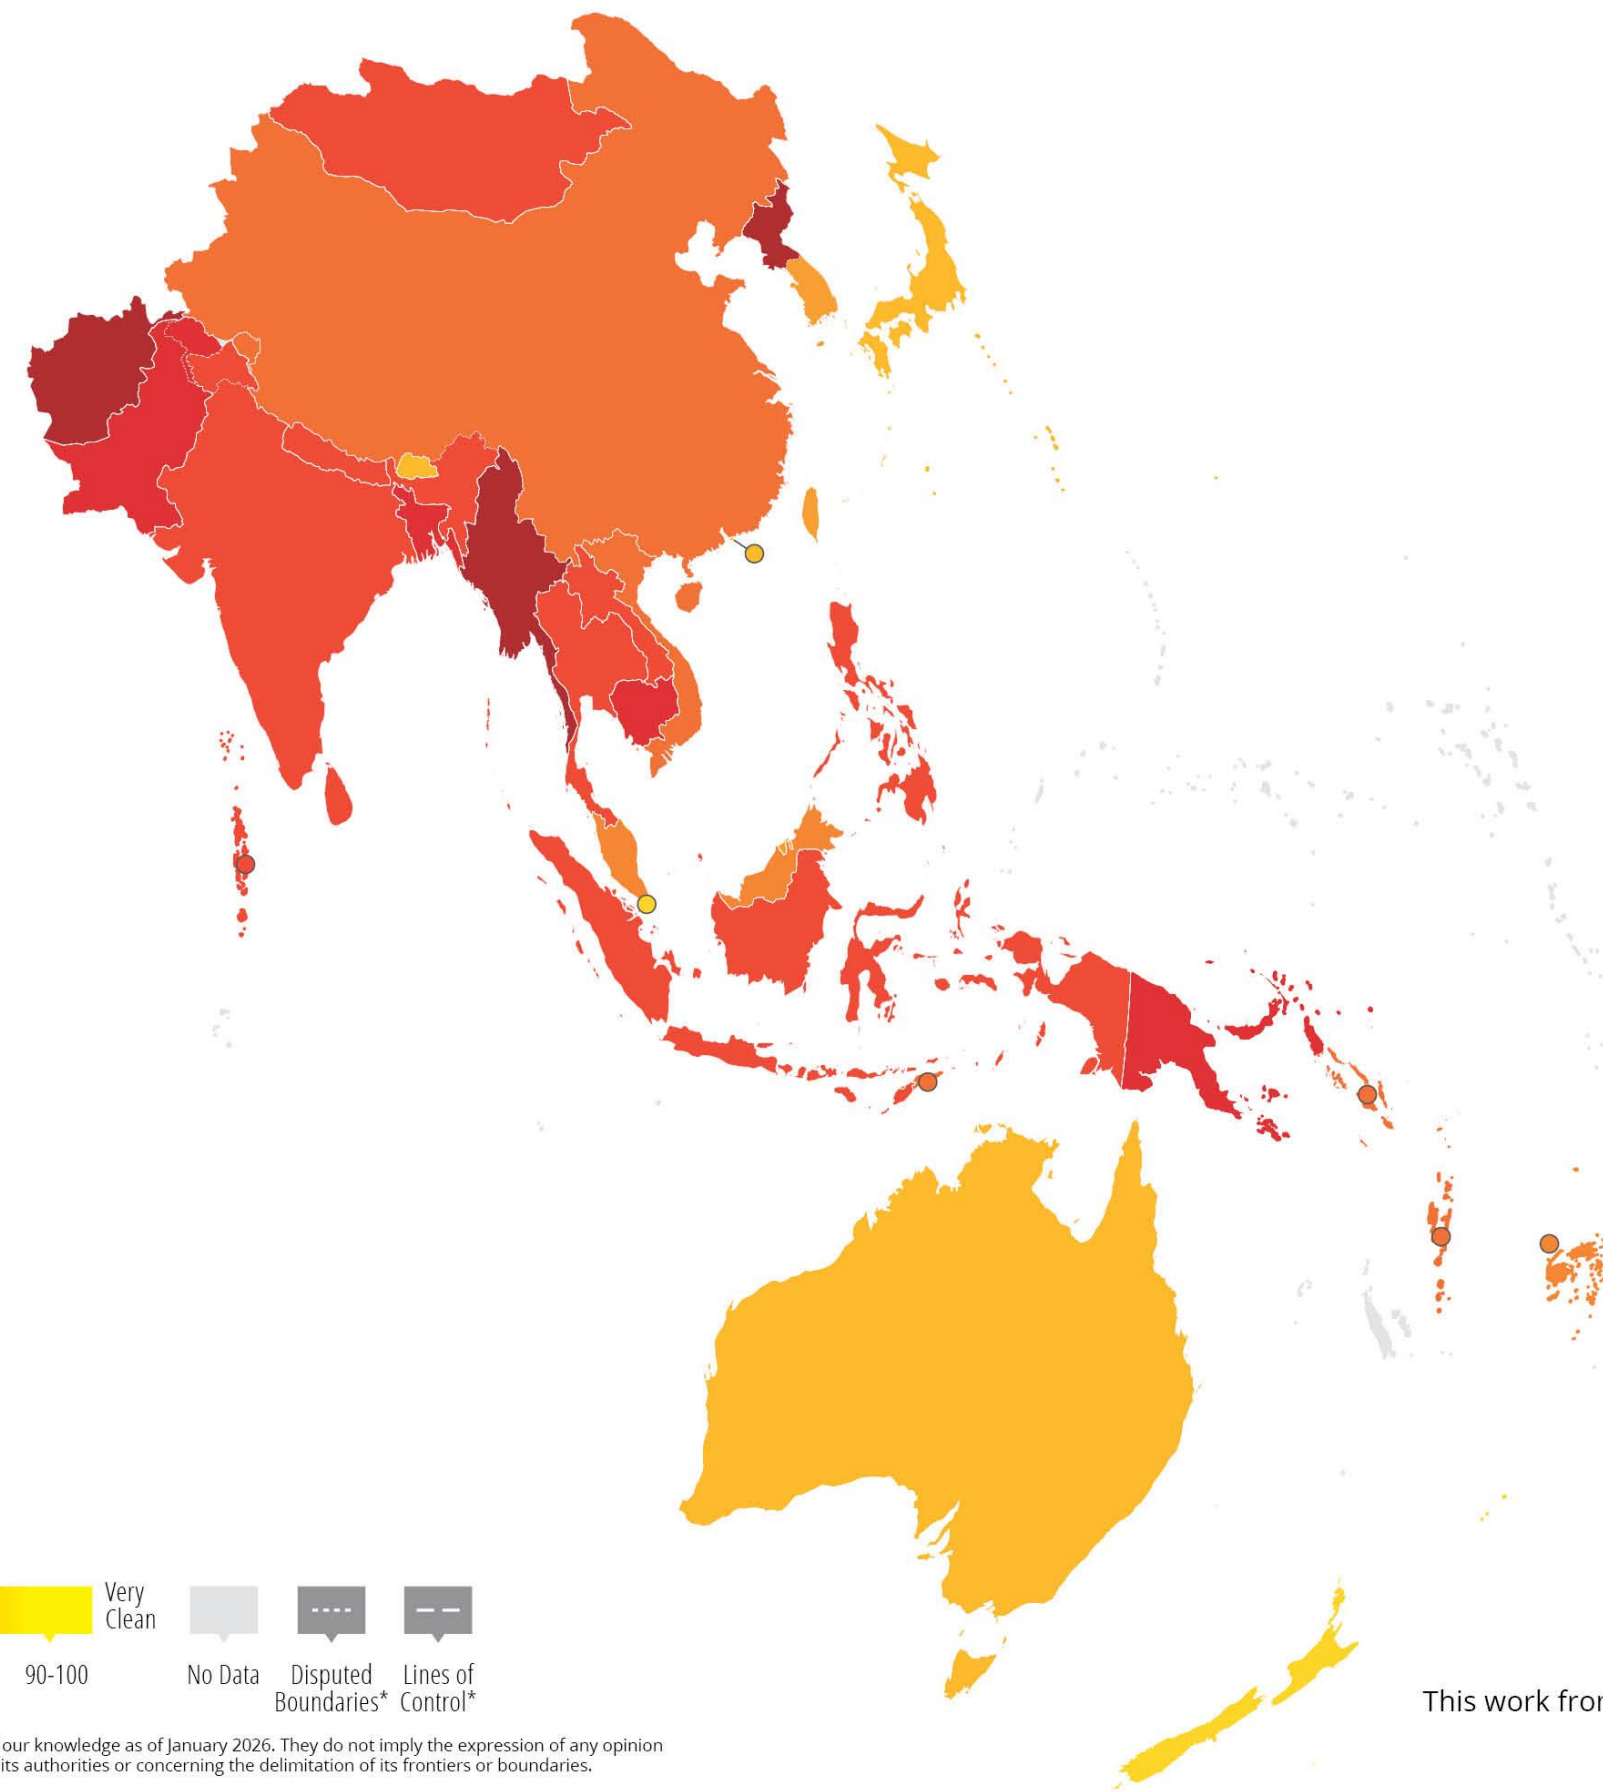 Very
Clean
90-100
No Data
Disputed
Boundaries*
Lines of
Control*
This work
our knowledge as of January 2026. They do not imply the expression of any opinion
its authorities or concerning the delimitation of its frontiers or boundaries.